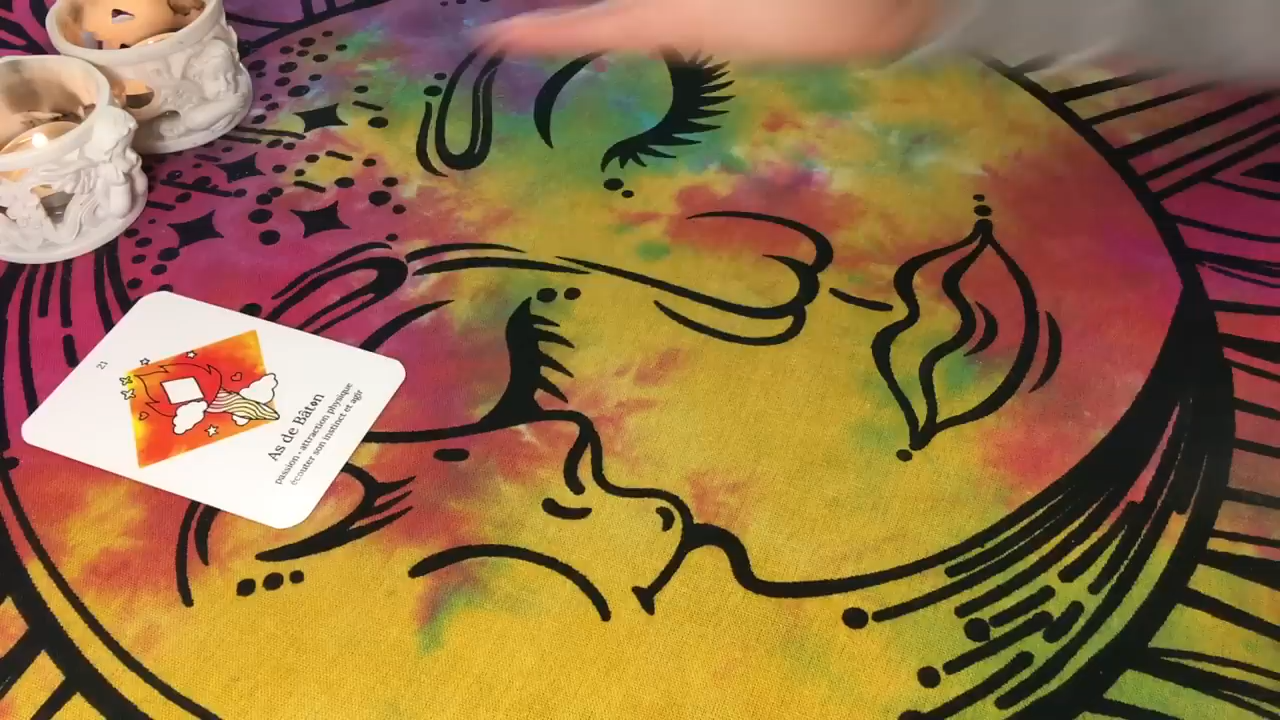 21
As de Bâton
passion · attraction physique
écouter son instinct et agir